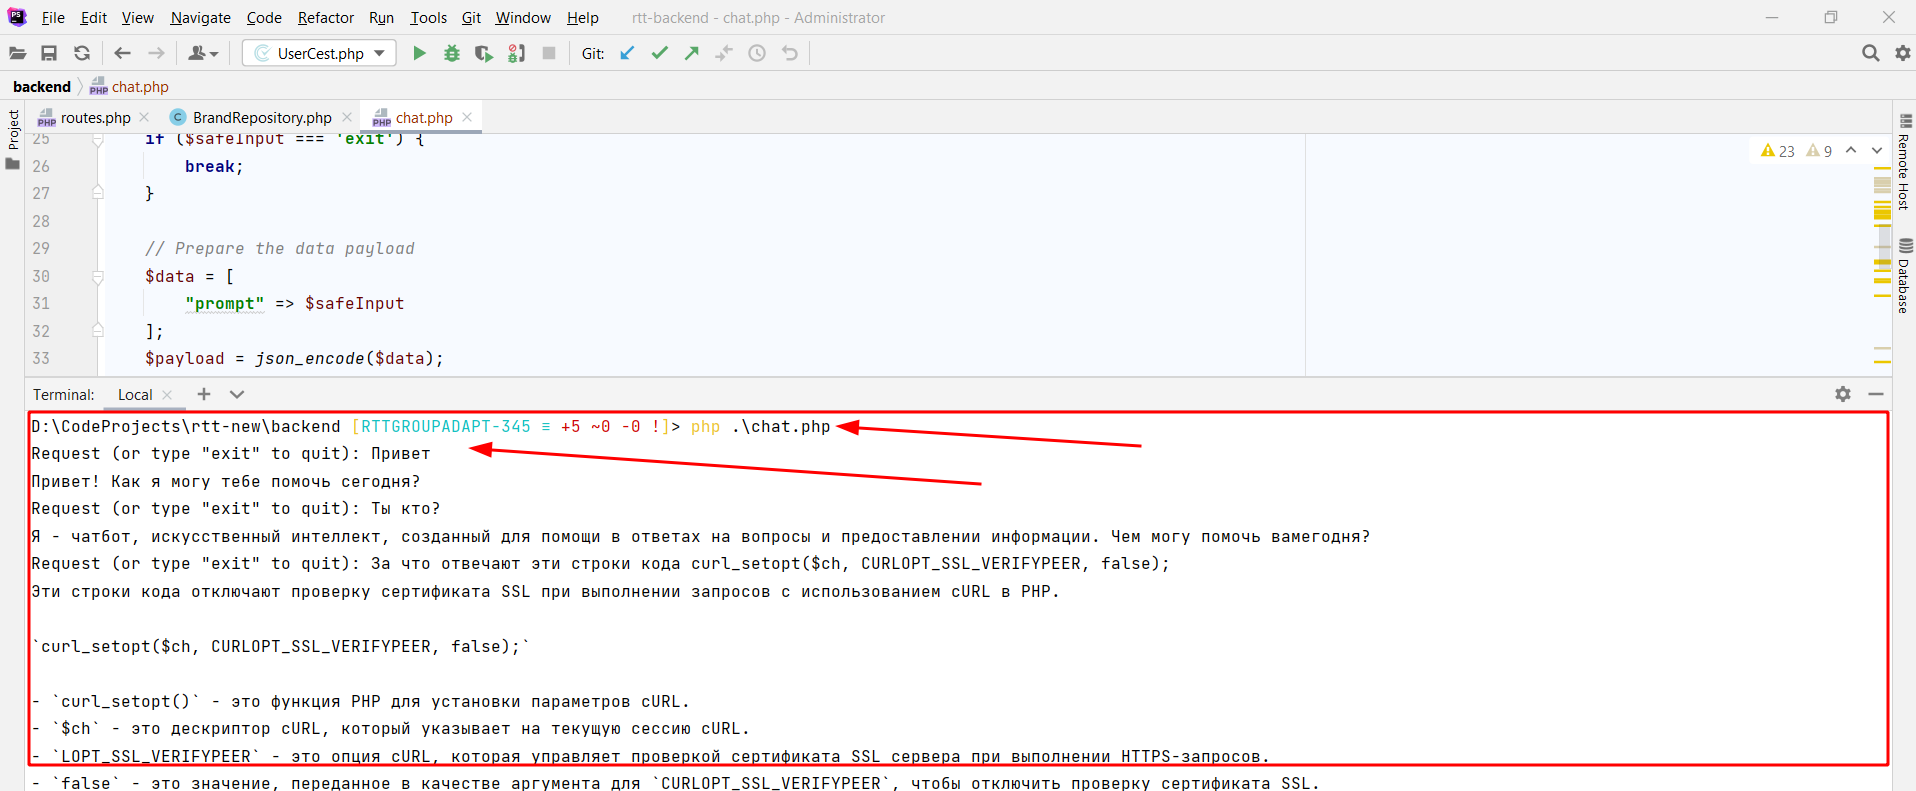 PS File Edit View Navigate Code Refactor Run Tools Git Window Help rtt-backend - chat.php - Administrator
UserCest.php Git:
backend chat.php
routes.php BrandRepository.php chat.php
Project
Remote Host
Database
23 9
25 if ($safeInput === 'exit') {
26 break;
27 }
28
29 // Prepare the data payload
30 $data = [
31 "prompt" => $safeInput
32 ];
33 $payload = json_encode($data);
Terminal: Local
D:\CodeProjects\rtt-new\backend [RTTGROUPADAPT-345 ≡ +5 ~0 -0 !]> php .\chat.php
Request (or type "exit" to quit): Привет
Привет! Как я могу тебе помочь сегодня?
Request (or type "exit" to quit): Ты кто?
Я - чатбот, искусственный интеллект, созданный для помощи в ответах на вопросы и предоставлении информации. Чем могу помочь вамегодня?
Request (or type "exit" to quit): За что отвечают эти строки кода curl_setopt($ch, CURLOPT_SSL_VERIFYPEER, false);
Эти строки кода отключают проверку сертификата SSL при выполнении запросов с использованием cURL в PHP.
`curl_setopt($ch, CURLOPT_SSL_VERIFYPEER, false);`
- `curl_setopt()` - это функция PHP для установки параметров cURL.
- `$ch` - это дескриптор cURL, который указывает на текущую сессию cURL.
- `LOPT_SSL_VERIFYPEER` - это опция cURL, которая управляет проверкой сертификата SSL сервера при выполнении HTTPS-запросов.
- `false` - это значение, переданное в качестве аргумента для `CURLOPT_SSL_VERIFYPEER`, чтобы отключить проверку сертификата SSL.